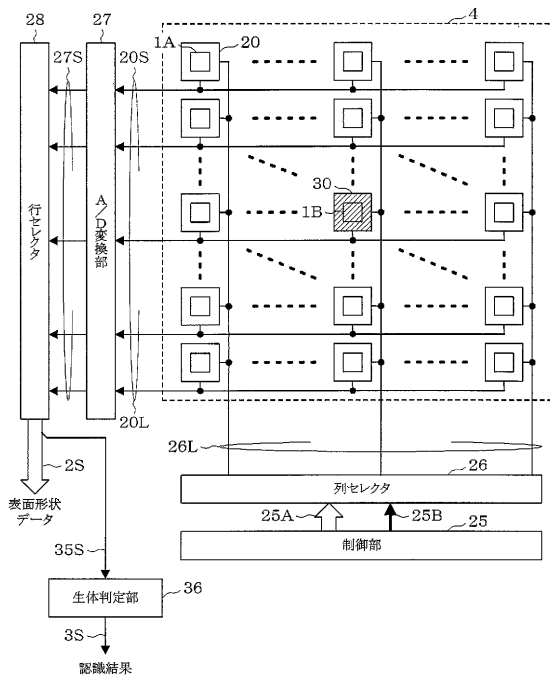 28
27
4
27S
20S
1A
20
行セレクタ
A/D変換部
30
1B
20L
26L
26
列セレクタ
2S
表面形状
データ
25A
25B
25
制御部
35S
36
生体判定部
3S
認識結果